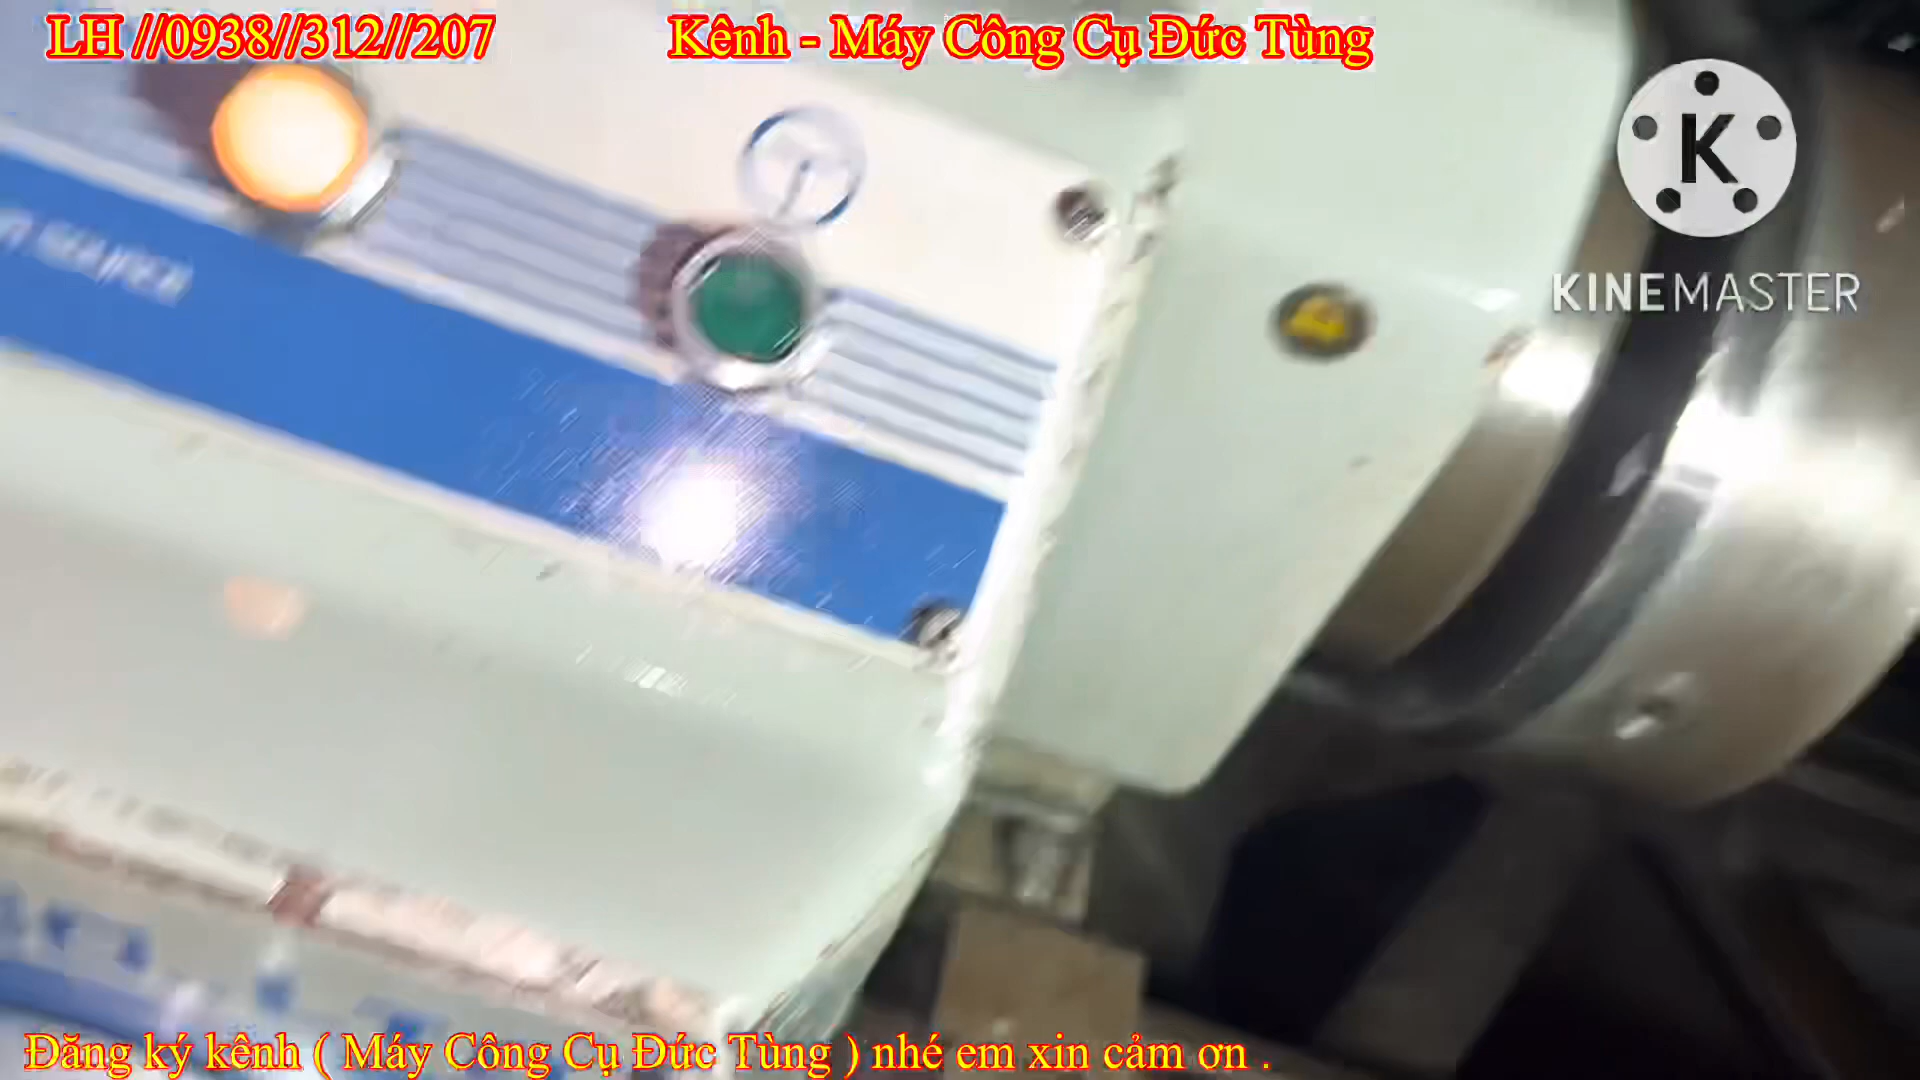 LH //0938//312//207
Kênh - Máy Công Cụ Đức Tùng
K
KINEMASTER
Đăng ký kênh ( Máy Công Cụ Đức Tùng ) nhé em xin cảm ơn .